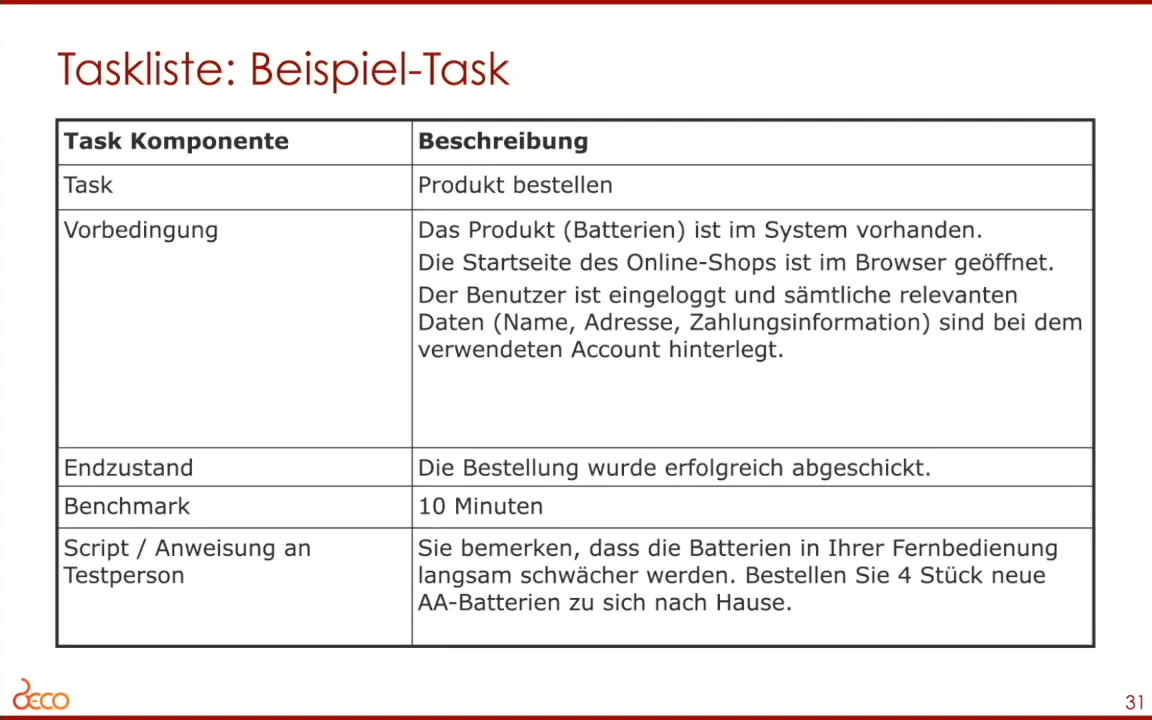 Taskliste: Beispiel-Task
Task Komponente
Beschreibung
Task
Produkt bestellen
Vorbedingung
Das Produkt (Batterien) ist im System vorhanden.
Die Startseite des Online-Shops ist im Browser geöffnet.
Der Benutzer ist eingeloggt und sämtliche relevanten
Daten (Name, Adresse, Zahlungsinformation) sind bei dem
verwendeten Account hinterlegt.
Endzustand
Die Bestellung wurde erfolgreich abgeschickt.
Benchmark
10 Minuten
Script / Anweisung an
Testperson
Sie bemerken, dass die Batterien in Ihrer Fernbedienung
langsam schwächer werden. Bestellen Sie 4 Stück neue
AA-Batterien zu sich nach Hause.
DECO
31